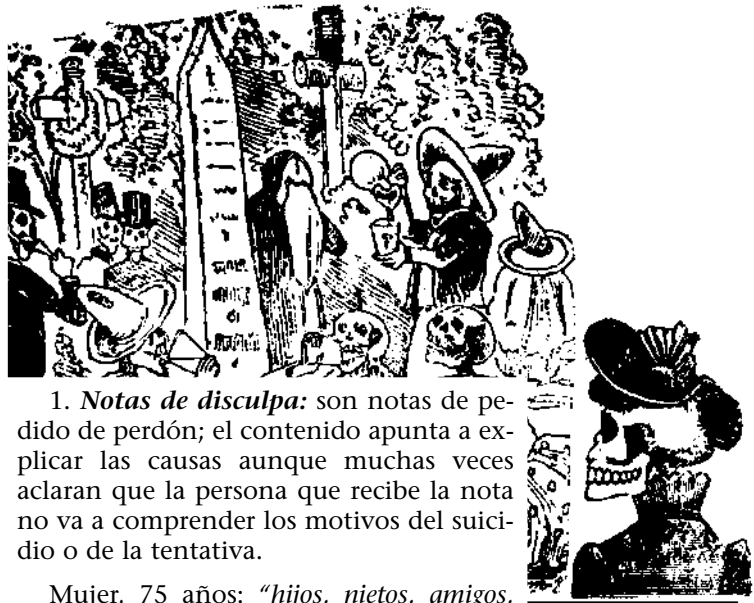 1. Notas de disculpa: son notas de pe-
dido de perdón; el contenido apunta a ex-
plicar las causas aunque muchas veces
aclaran que la persona que recibe la nota
no va a comprender los motivos del suici-
dio o de la tentativa.
Mujer, 75 años: “hijos, nietos, amigos,